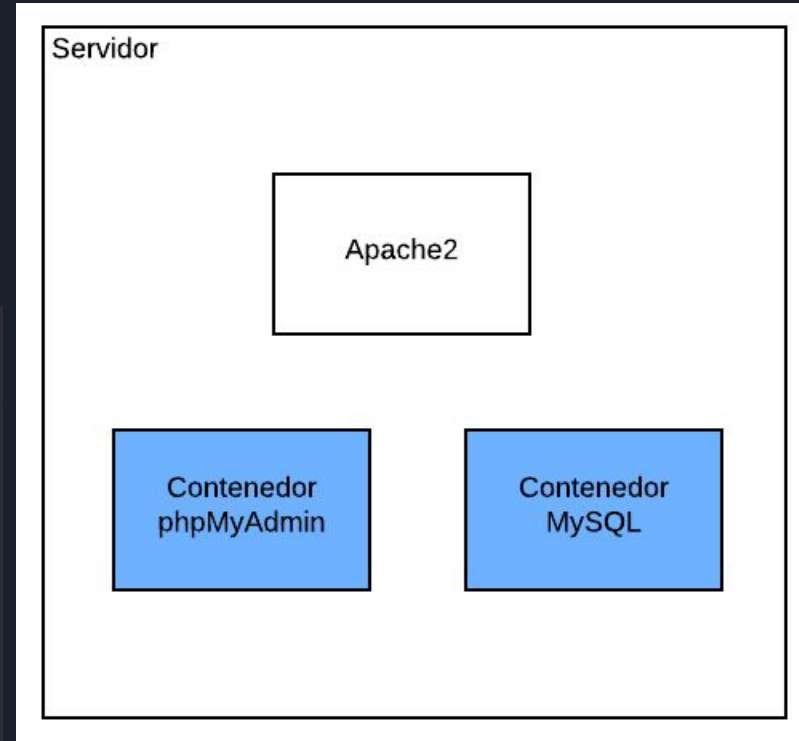 Servidor
Apache2
Contenedor
phpMyAdmin
Contenedor
MySQL